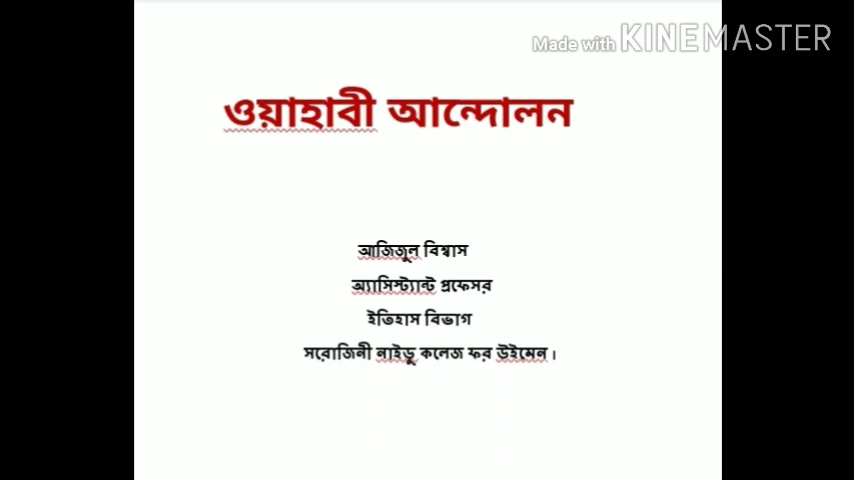 Made with KINEMASTER
ওয়াহাবী আন্দোলন
আজিজুল বিশ্বাস
অ্যাসিস্ট্যান্ট প্রফেসর
ইতিহাস বিভাগ
সরোজিনী নাইডু কলেজ ফর উইমেন।